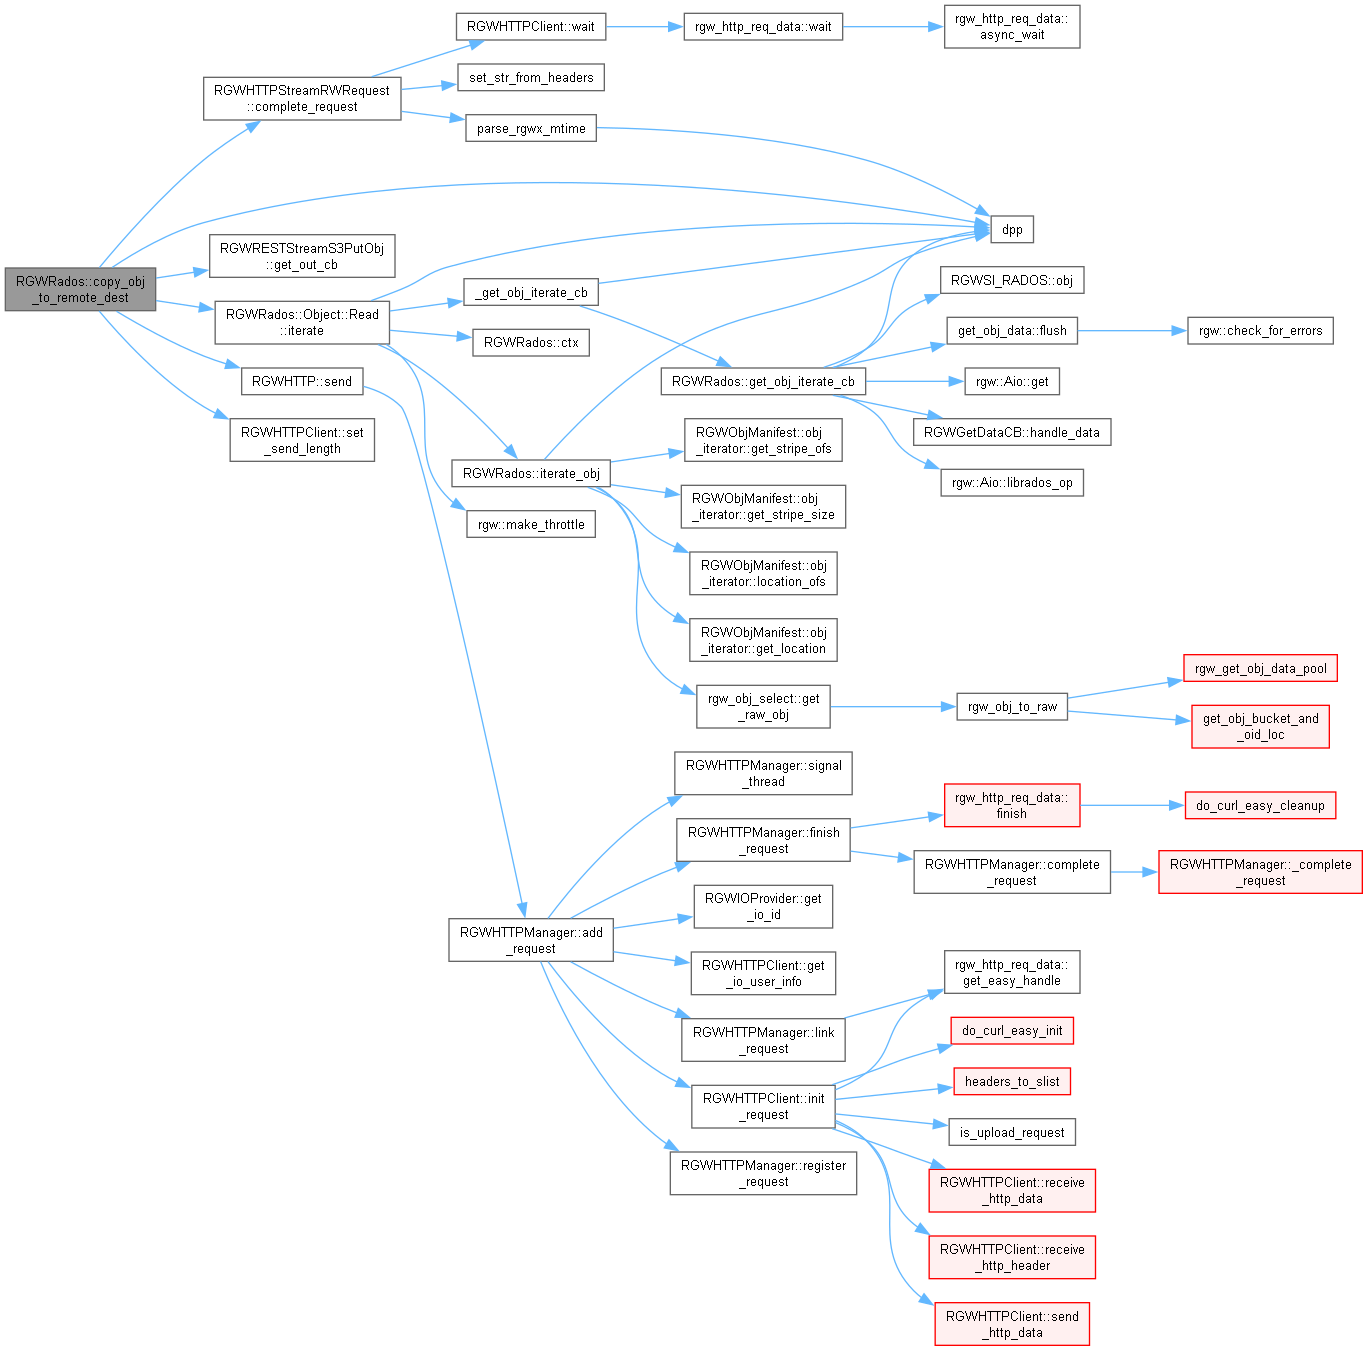 RGWHTTPClient::wait
rgw_http_req_data::wait
rgw_http_req_data::
async_wait
RGWHTTPStreamRWRequest
::complete_request
set_str_from_headers
parse_rgwx_mtime
dpp
RGWRados::copy_obj
_to_remote_dest
RGWRESTStreamS3PutObj
::get_out_cb
RGWRados::Object::Read
::iterate
_get_obj_iterate_cb
RGWRados::ctx
RGWSI_RADOS::obj
get_obj_data::flush
rgw::check_for_errors
RGWHTTP::send
RGWRados::get_obj_iterate_cb
rgw::Aio::get
RGWGetDataCB::handle_data
rgw::Aio::librados_op
RGWHTTPClient::set
_send_length
RGWRados::iterate_obj
rgw::make_throttle
RGWObjManifest::obj
_iterator::get_stripe_ofs
RGWObjManifest::obj
_iterator::get_stripe_size
RGWObjManifest::obj
_iterator::location_ofs
RGWObjManifest::obj
_iterator::get_location
rgw_obj_select::get
_raw_obj
rgw_obj_to_raw
rgw_get_obj_data_pool
get_obj_bucket_and
_oid_loc
RGWHTTPManager::signal
_thread
RGWHTTPManager::finish
_request
rgw_http_req_data::
finish
do_curl_easy_cleanup
RGWHTTPManager::complete
_request
RGWHTTPManager::_complete
_request
RGWHTTPManager::add
_request
RGWIOProvider::get
_io_id
RGWHTTPClient::get
_io_user_info
RGWHTTPManager::link
_request
rgw_http_req_data::
get_easy_handle
RGWHTTPClient::init
_request
do_curl_easy_init
headers_to_slist
is_upload_request
RGWHTTPManager::register
_request
RGWHTTPClient::receive
_http_data
RGWHTTPClient::receive
_http_header
RGWHTTPClient::send
_http_data